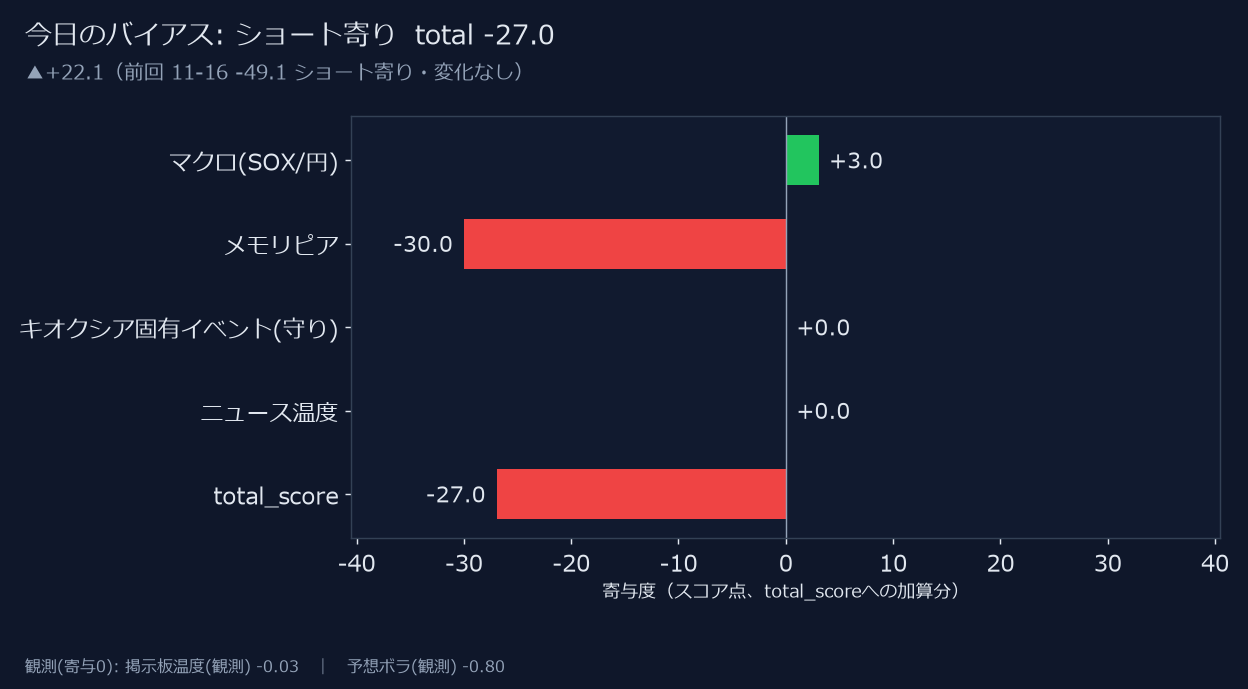 今日のバイアス: ショート寄り  total -27.0
▲+22.1（前回 11-16 -49.1 ショート寄り・変化なし）
マクロ(SOX/円)
+3.0
メモリピア
-30.0
キオクシア固有イベント(守り)
+0.0
ニュース温度
+0.0
total_score
-27.0
-40 -30 -20 -10 0 10 20 30 40
寄与度（スコア点、total_scoreへの加算分）
観測(寄与0): 掲示板温度(観測) -0.03 ｜ 予想ボラ(観測) -0.80